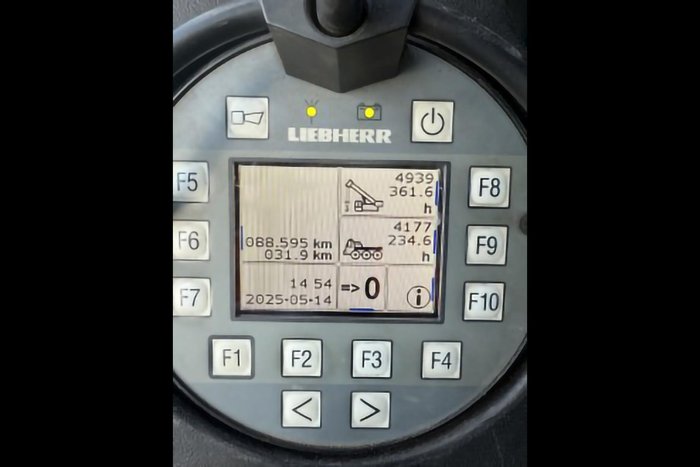 LIEBHERR
F5
F6
F7
F8
F9
F10
4939
361.6
h
4177
234.6
h
088.595 km
031.9 km
14 54
2025-05-14
=> 0
i
F1
F2
F3
F4
<
>